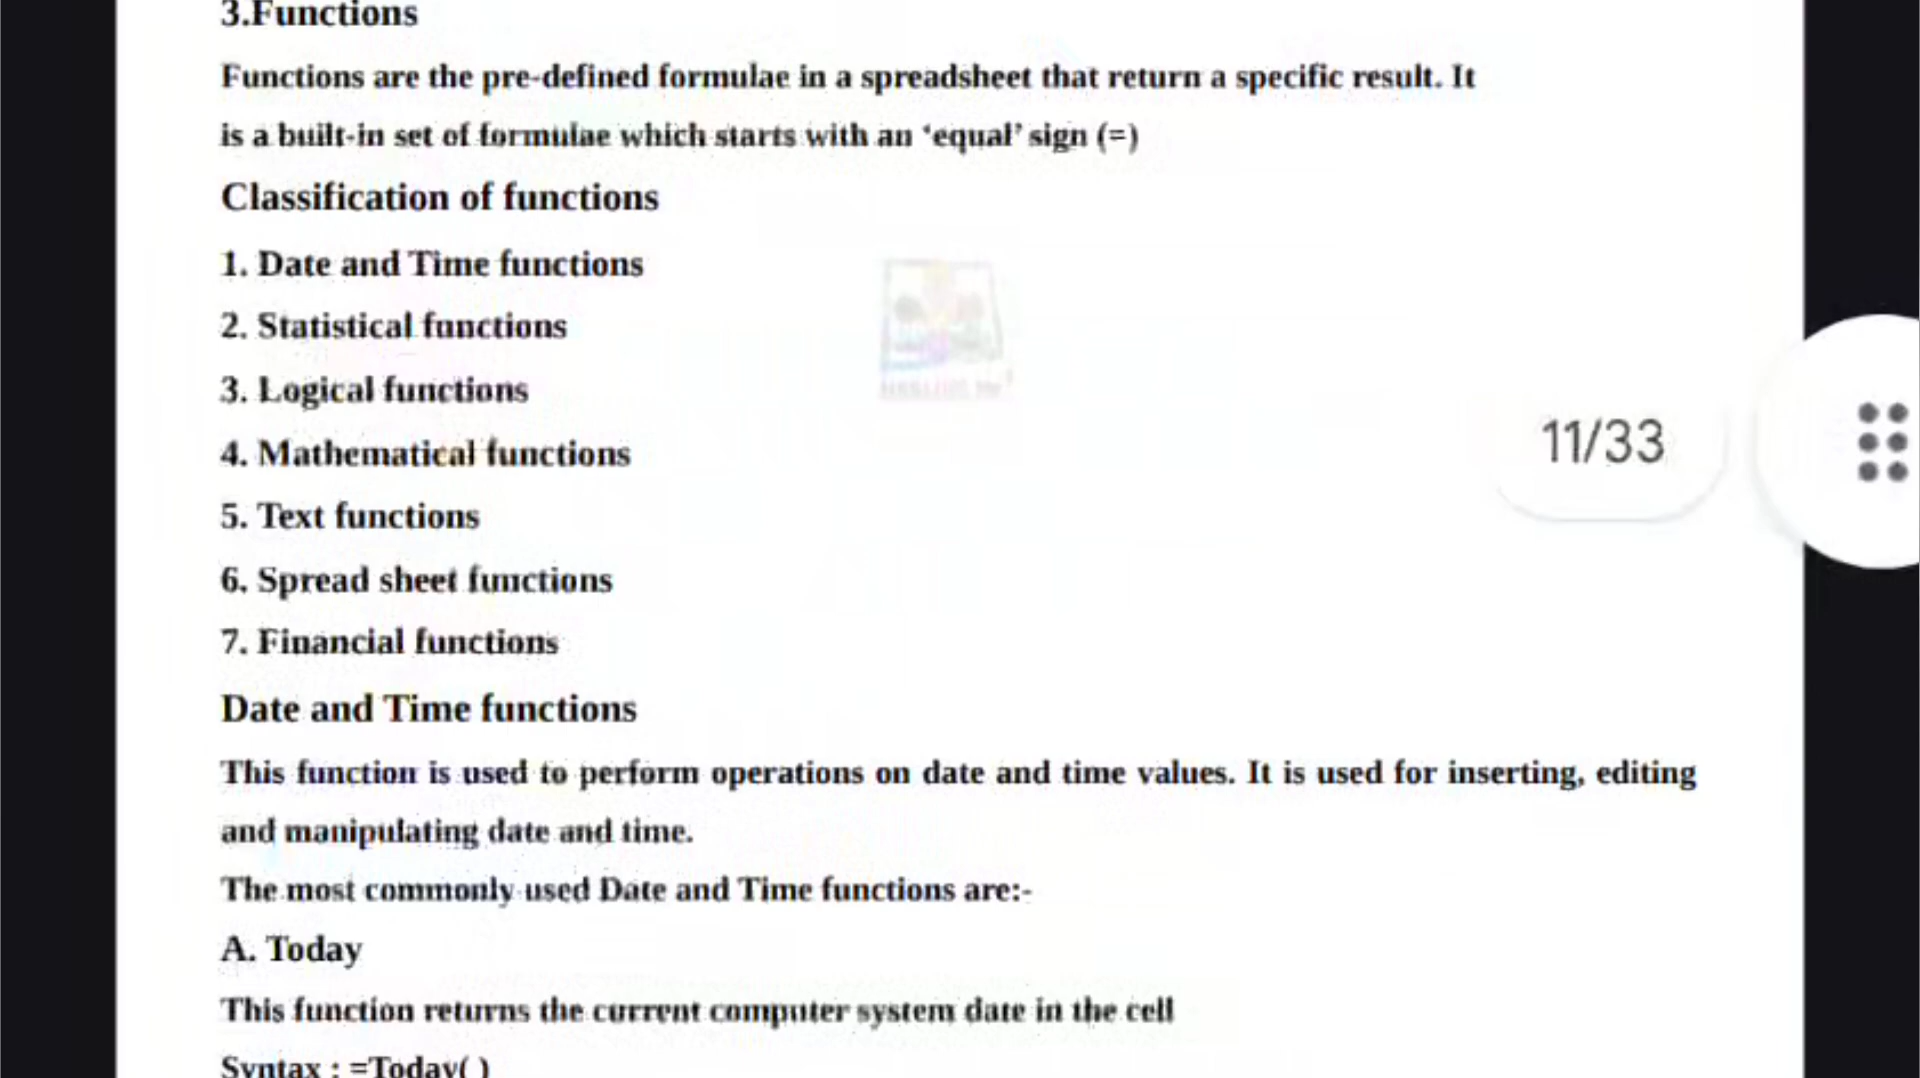 3.Functions
Functions are the pre-defined formulae in a spreadsheet that return a specific result. It
is a built-in set of formulae which starts with an ‘equal’ sign (=)
Classification of functions
1. Date and Time functions
2. Statistical functions
3. Logical functions
4. Mathematical functions
5. Text functions
6. Spread sheet functions
7. Financial functions
11/33
Date and Time functions
This function is used to perform operations on date and time values. It is used for inserting, editing
and manipulating date and time.
The most commonly used Date and Time functions are:-
A. Today
This function returns the current computer system date in the cell
Syntax : =Today( )